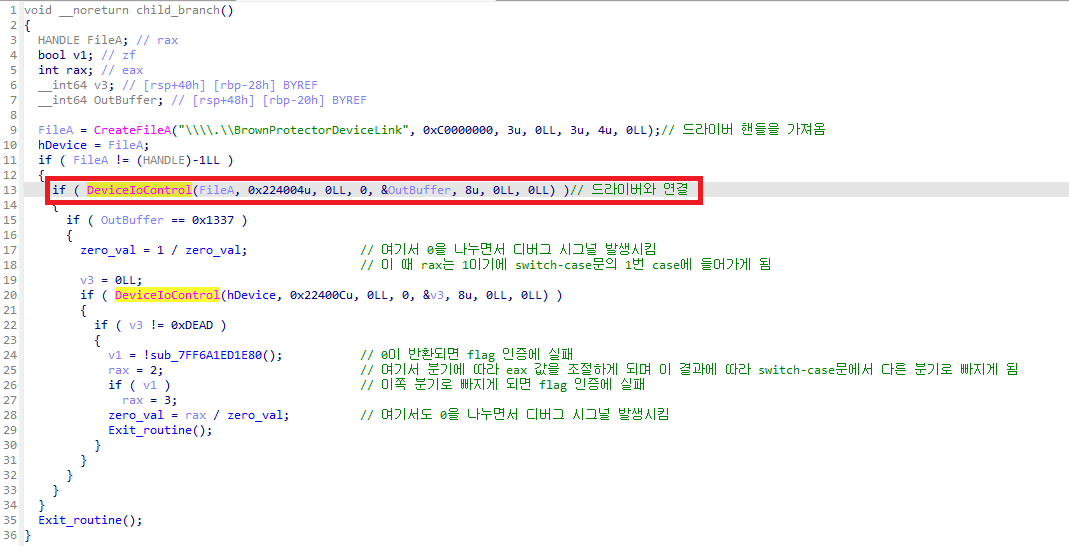 1 void __noreturn child_branch()
2 {
3 HANDLE FileA; // rax
4 bool v1; // zf
5 int rax; // eax
6 __int64 v3; // [rsp+40h] [rbp-28h] BYREF
7 __int64 OutBuffer; // [rsp+48h] [rbp-20h] BYREF
8
9 FileA = CreateFileA("\\\\.\\BrownProtectorDeviceLink", 0xC0000000, 3u, 0LL, 3u, 4u, 0LL);// 드라이버 핸들을 가져옴
10 hDevice = FileA;
11 if ( FileA != (HANDLE)-1LL )
12 {
13 if ( DeviceIoControl(FileA, 0x224004u, 0LL, 0, &OutBuffer, 8u, 0LL, 0LL) )// 드라이버와 연결
14 {
15 if ( OutBuffer == 0x1337 )
16 {
17 zero_val = 1 / zero_val; // 여기서 0을 나누면서 디버그 시그널 발생시킴
18 // 이 때 rax는 1이기에 switch-case문의 1번 case에 들어가게 됨
19 v3 = 0LL;
20 if ( DeviceIoControl(hDevice, 0x22400Cu, 0LL, 0, &v3, 8u, 0LL, 0LL) )
21 {
22 if ( v3 != 0xDEAD )
23 {
24 v1 = !sub_7FF6A1ED1E80(); // 0이 반환되면 flag 인증에 실패
25 rax = 2; // 여기서 분기에 따라 eax 값을 조절하게 되며 이 결과에 따라 switch-case문에서 다른 분기로 빠지게 됨
26 if ( v1 ) // 이쪽 분기로 빠지게 되면 flag 인증에 실패
27 rax = 3;
28 zero_val = rax / zero_val; // 여기서도 0을 나누면서 디버그 시그널 발생시킴
29 Exit_routine();
30 }
31 }
32 }
33 }
34 }
35 Exit_routine();
36 }